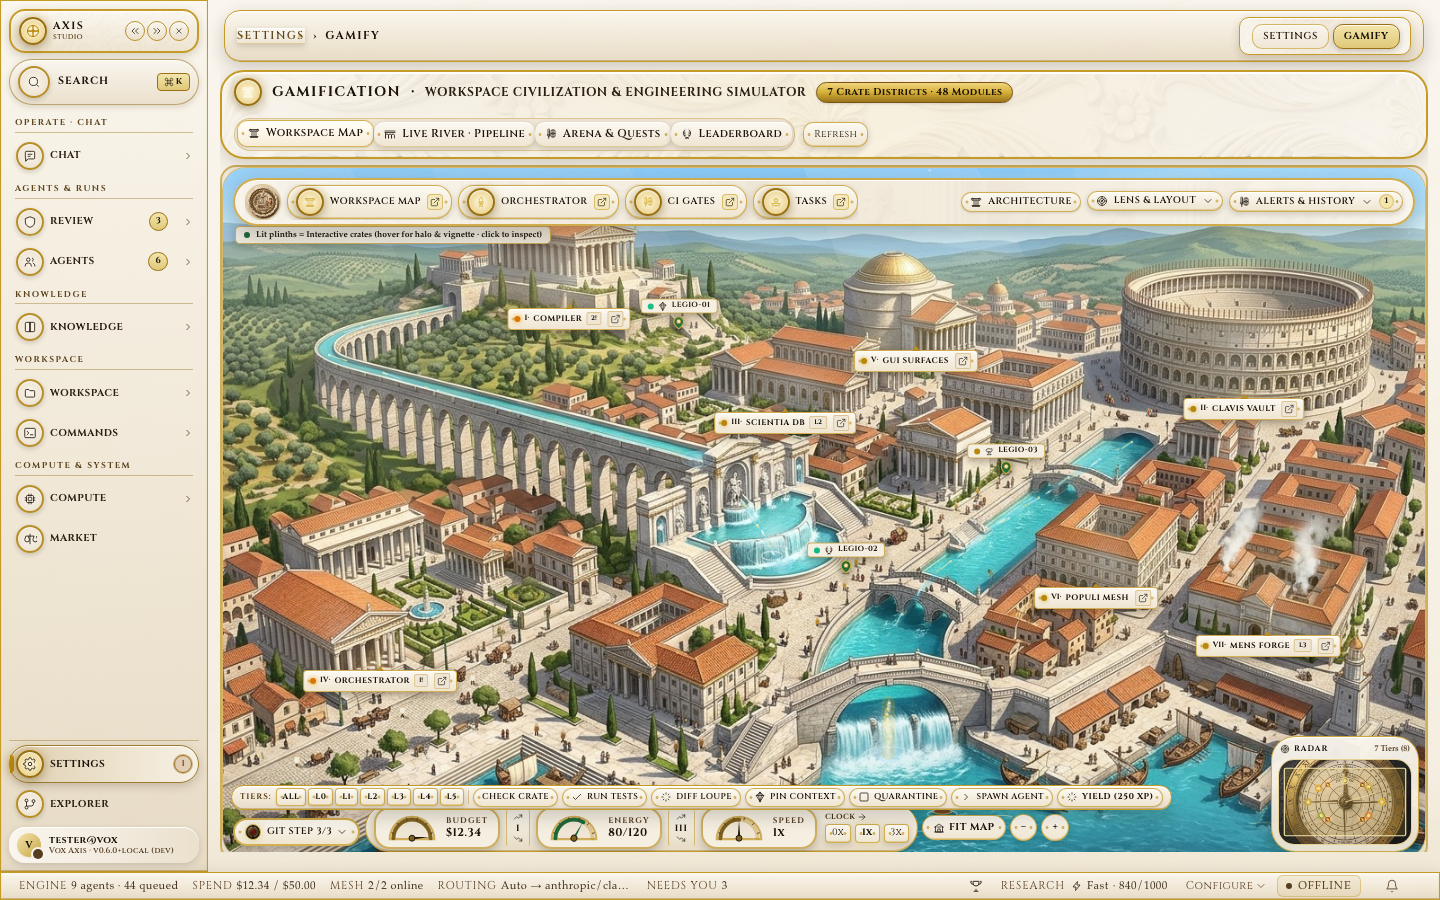 AXIS
STUDIO
SEARCH
⌘K
OPERATE · CHAT
CHAT
AGENTS & RUNS
REVIEW 3
AGENTS 6
KNOWLEDGE
KNOWLEDGE
WORKSPACE
WORKSPACE
COMMANDS
COMPUTE & SYSTEM
COMPUTE
MARKET
SETTINGS 1
EXPLORER
V
TESTER@VOX
VOX AXIS · V0.6.0+LOCAL (DEV)
SETTINGS › GAMIFY
SETTINGS GAMIFY
GAMIFICATION · WORKSPACE CIVILIZATION & ENGINEERING SIMULATOR
7 CRATE DISTRICTS · 48 MODULES
WORKSPACE MAP
LIVE RIVER · PIPELINE
ARENA & QUESTS
LEADERBOARD
REFRESH
WORKSPACE MAP
ORCHESTRATOR
CI GATES
TASKS
ARCHITECTURE
LENS & LAYOUT
ALERTS & HISTORY 1
Lit plinths = Interactive crates (hover for halo & vignette · click to inspect)
LEGIO-01
I· COMPILER
V· GUI SURFACES
II· CLAVIS VAULT
III· SCIENTIA DB L2
LEGIO-03
LEGIO-02
VI· POPULI MESH
VII· MENS FORGE L3
IV· ORCHESTRATOR
RADAR 7 Tiers (8)
TIERS: ALL L0 L1 L2 L3 L4 L5
CHECK CRATE
RUN TESTS
DIFF LOUPE
PIN CONTEXT
QUARANTINE
SPAWN AGENT
YIELD (250 XP)
GIT STEP 3/3
BUDGET
$12.34
I
ENERGY
80/120
III
SPEED
1X
CLOCK →
0X 1X 3X
FIT MAP − +
ENGINE 9 agents · 44 queued
SPEND $12.34 / $50.00
MESH 2/2 online
ROUTING Auto → anthropic/cla…
NEEDS YOU 3
RESEARCH Fast · 840/1000
CONFIGURE
OFFLINE